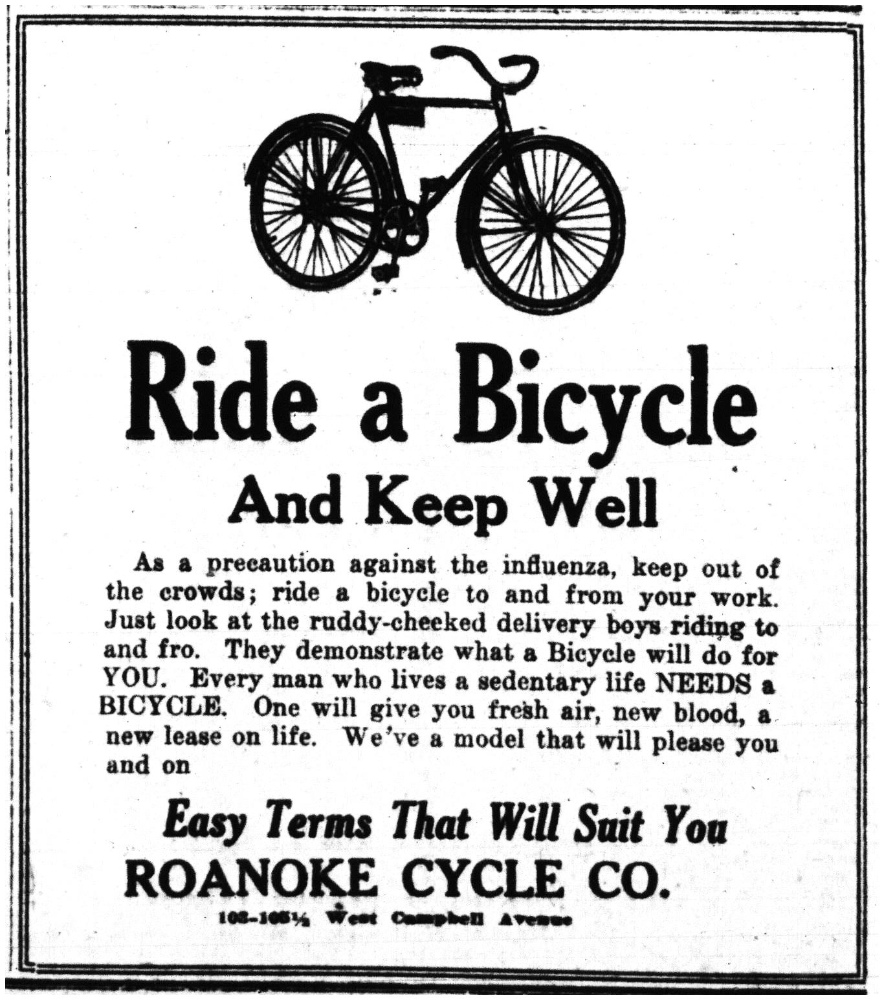 Ride a Bicycle
And Keep Well
As a precaution against the influenza, keep out of
the crowds; ride a bicycle to and from your work.
Just look at the ruddy-cheeked delivery boys riding to
and fro. They demonstrate what a Bicycle will do for
YOU. Every man who lives a sedentary life NEEDS a
BICYCLE. One will give you fresh air, new blood, a
new lease on life. We've a model that will please you
and on
Easy Terms That Will Suit You
ROANOKE CYCLE CO.
West Campbell Avenue